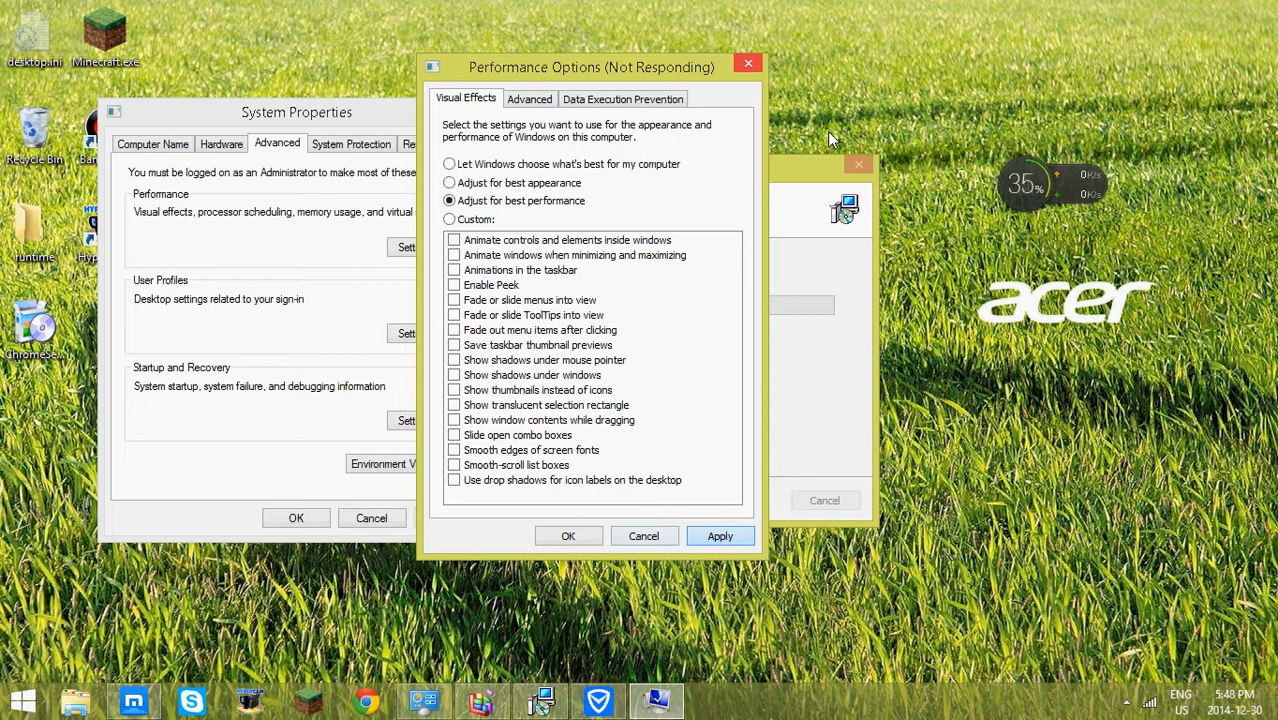 desktop.ini
Minecraft.exe
Recycle Bin
runtime
ChromeSe...
System Properties
Computer Name
Hardware
Advanced
System Protection
You must be logged on as an Administrator to make most of these
Performance
Visual effects, processor scheduling, memory usage, and virtual
User Profiles
Desktop settings related to your sign-in
Startup and Recovery
System startup, system failure, and debugging information
OK
Cancel
Performance Options (Not Responding)
Visual Effects
Advanced
Data Execution Prevention
Select the settings you want to use for the appearance and
performance of Windows on this computer.
Let Windows choose what's best for my computer
Adjust for best appearance
Adjust for best performance
Custom:
Animate controls and elements inside windows
Animate windows when minimizing and maximizing
Animations in the taskbar
Enable Peek
Fade or slide menus into view
Fade or slide ToolTips into view
Fade out menu items after clicking
Save taskbar thumbnail previews
Show shadows under mouse pointer
Show shadows under windows
Show thumbnails instead of icons
Show translucent selection rectangle
Show window contents while dragging
Slide open combo boxes
Smooth edges of screen fonts
Smooth-scroll list boxes
Use drop shadows for icon labels on the desktop
OK
Cancel
Apply
Cancel
35%
0K/s
0K/s
acer
ENG
US
5:48 PM
2014-12-30